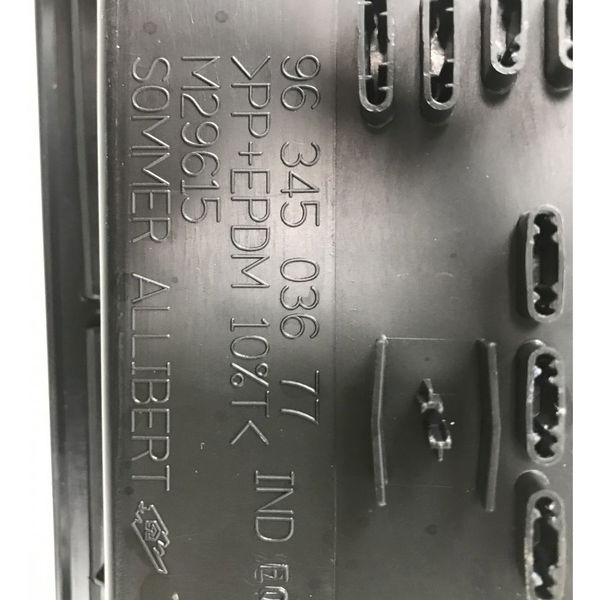 96 345 036 77
>PP+EPDM 10%T< IND
M29615
SOMMER ALLIBERT